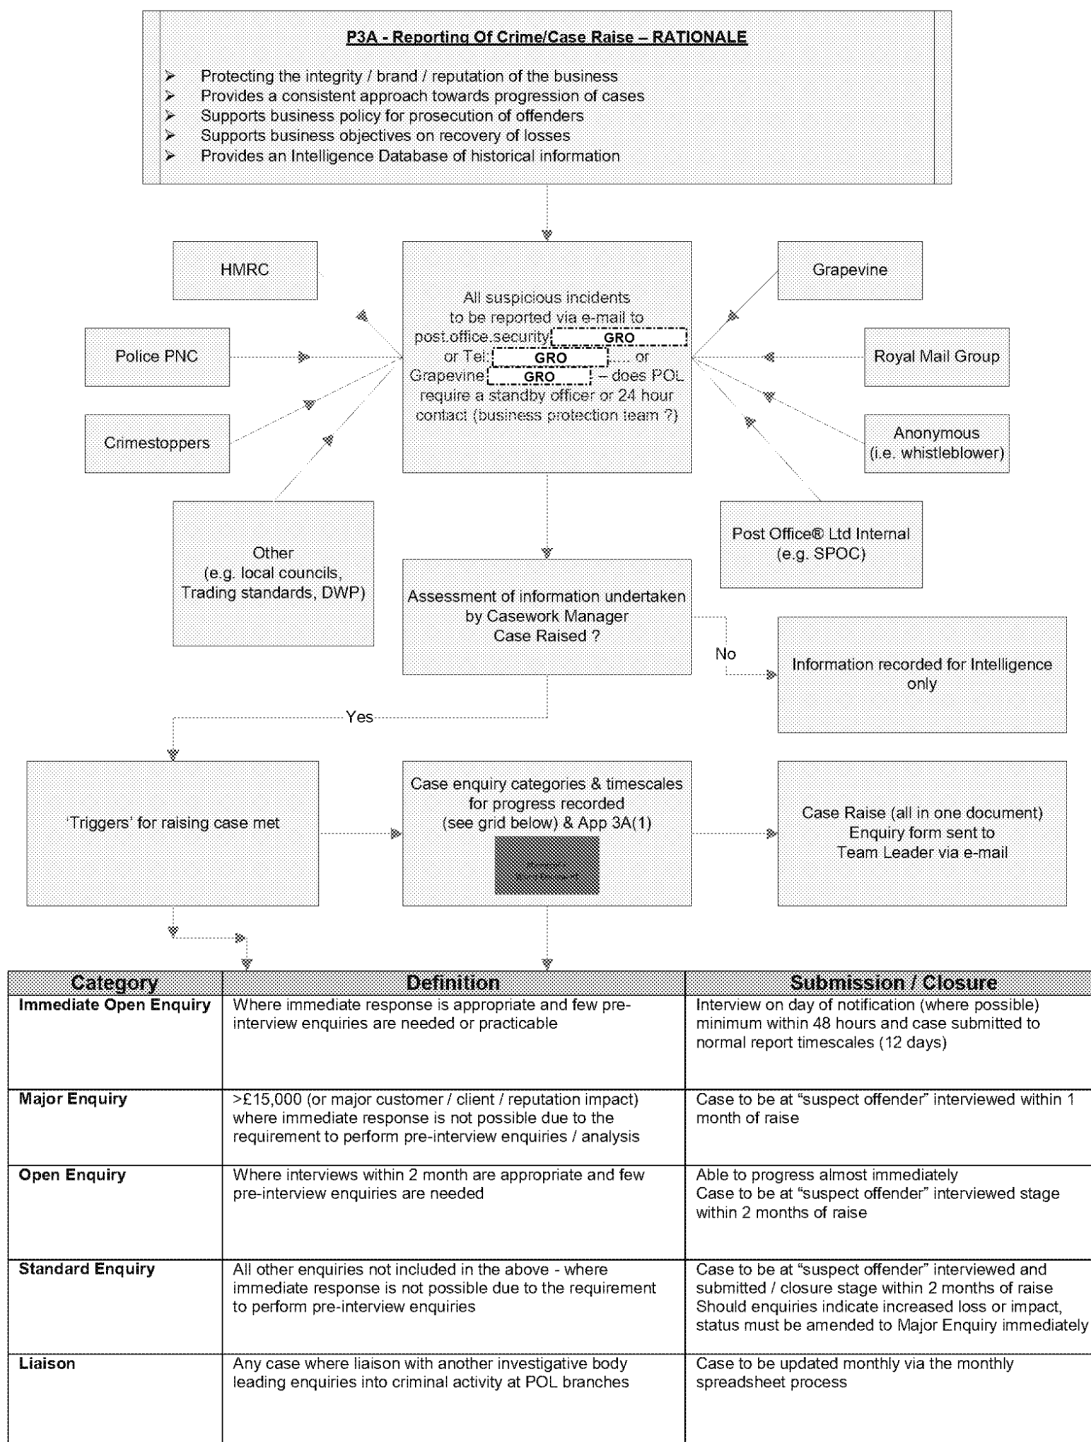 P3A - Reporting Of Crime/Case Raise – RATIONALE
➢ Protecting the integrity / brand / reputation of the business
➢ Provides a consistent approach towards progression of cases
➢ Supports business policy for prosecution of offenders
➢ Supports business objectives on recovery of losses
➢ Provides an Intelligence Database of historical information
HMRC
Police PNC
Crimestoppers
Other
(e.g. local councils,
Trading standards, DWP)
All suspicious incidents
to be reported via e-mail to
post.office.security GRO
or Tel: GRO ..... or
Grapevine GRO – does POL
require a standby officer or 24 hour
contact (business protection team ?)
Grapevine
Royal Mail Group
Anonymous
(i.e. whistleblower)
Post Office® Ltd Internal
(e.g. SPOC)
Assessment of information undertaken
by Casework Manager
Case Raised ?
No
Information recorded for Intelligence
only
Yes
‘Triggers’ for raising case met
Case enquiry categories & timescales
for progress recorded
(see grid below) & App 3A(1)
Case Raise (all in one document)
Enquiry form sent to
Team Leader via e-mail
Category Definition Submission / Closure
Immediate Open Enquiry
Where immediate response is appropriate and few pre-
interview enquiries are needed or practicable
Interview on day of notification (where possible)
minimum within 48 hours and case submitted to
normal report timescales (12 days)
Major Enquiry
>£15,000 (or major customer / client / reputation impact)
where immediate response is not possible due to the
requirement to perform pre-interview enquiries / analysis
Case to be at “suspect offender” interviewed within 1
month of raise
Open Enquiry
Where interviews within 2 month are appropriate and few
pre-interview enquiries are needed
Able to progress almost immediately
Case to be at “suspect offender” interviewed stage
within 2 months of raise
Standard Enquiry
All other enquiries not included in the above - where
immediate response is not possible due to the requirement
to perform pre-interview enquiries
Case to be at “suspect offender” interviewed and
submitted / closure stage within 2 months of raise
Should enquiries indicate increased loss or impact,
status must be amended to Major Enquiry immediately
Liaison
Any case where liaison with another investigative body
leading enquiries into criminal activity at POL branches
Case to be updated monthly via the monthly
spreadsheet process